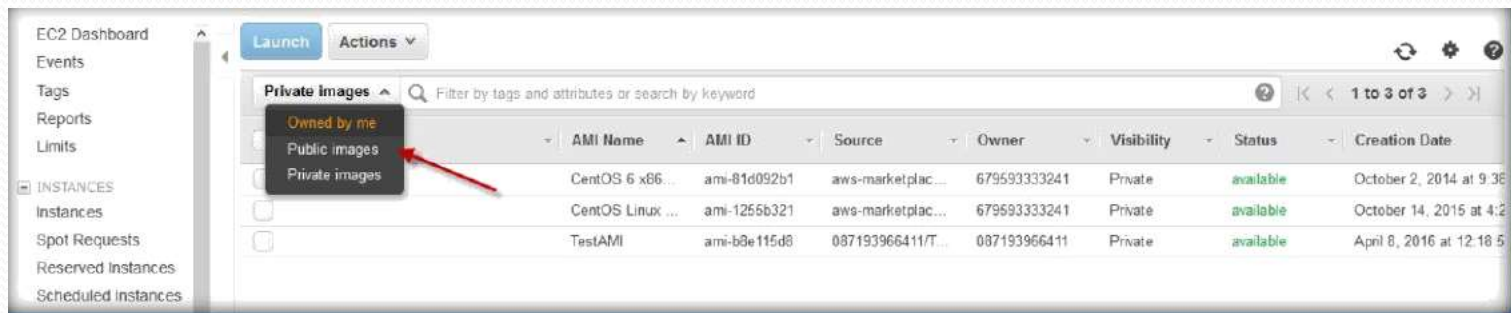 EC2 Dashboard
Events
Tags
Reports
Limits
INSTANCES
Instances
Spot Requests
Reserved Instances
Scheduled Instances
Launch Actions
Private images Filter by tags and attributes or search by keyword 1 to 3 of 3
Owned by me
Public images
Private images
AMI Name AMI ID Source Owner Visibility Status Creation Date
CentOS 6 x86... ami-81d092b1 aws-marketplac... 679593333241 Private available October 2, 2014 at 9:38
CentOS Linux ... ami-1255b321 aws-marketplac... 679593333241 Private available October 14, 2015 at 4:2
TestAMI ami-b8e115d8 087193966411/T... 087193966411 Private available April 8, 2016 at 12:18:5